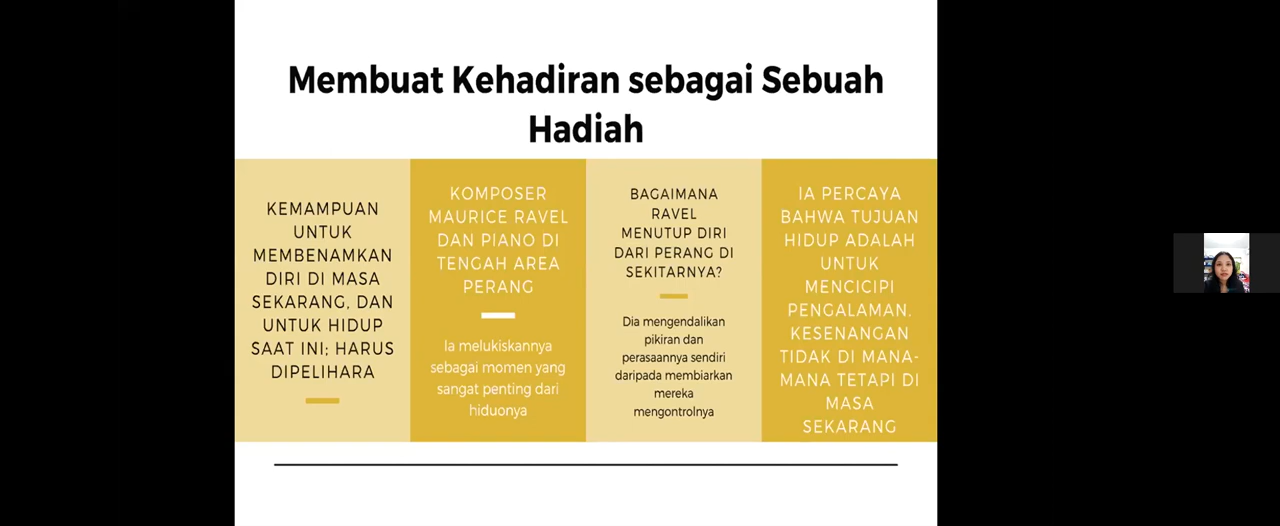 Membuat Kehadiran sebagai Sebuah
Hadiah
KEMAMPUAN
UNTUK
MEMBENAMKAN
DIRI DI MASA
SEKARANG, DAN
UNTUK HIDUP
SAAT INI; HARUS
DIPELIHARA
KOMPOSER
MAURICE RAVEL
DAN PIANO DI
TENGAH AREA
PERANG
Ia melukiskannya
sebagai momen yang
sangat penting dari
hiduonya
BAGAIMANA
RAVEL
MENUTUP DIRI
DARI PERANG DI
SEKITARNYA?
Dia mengendalikan
pikiran dan
perasaannya sendiri
daripada membiarkan
mereka
mengontrolnya
IA PERCAYA
BAHWA TUJUAN
HIDUP ADALAH
UNTUK
MENCICIPI
PENGALAMAN.
KESENANGAN
TIDAK DI MANA-
MANA TETAPI DI
MASA
SEKARANG